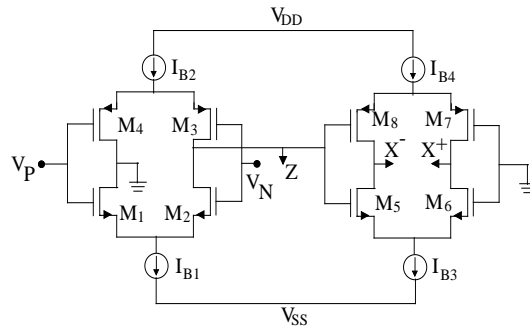 V_DD
I_B2 I_B4
M_4 M_3 M_8 M_7
V_P X^- X^+
Z V_N
M_1 M_2 M_5 M_6
I_B1 I_B3
V_SS